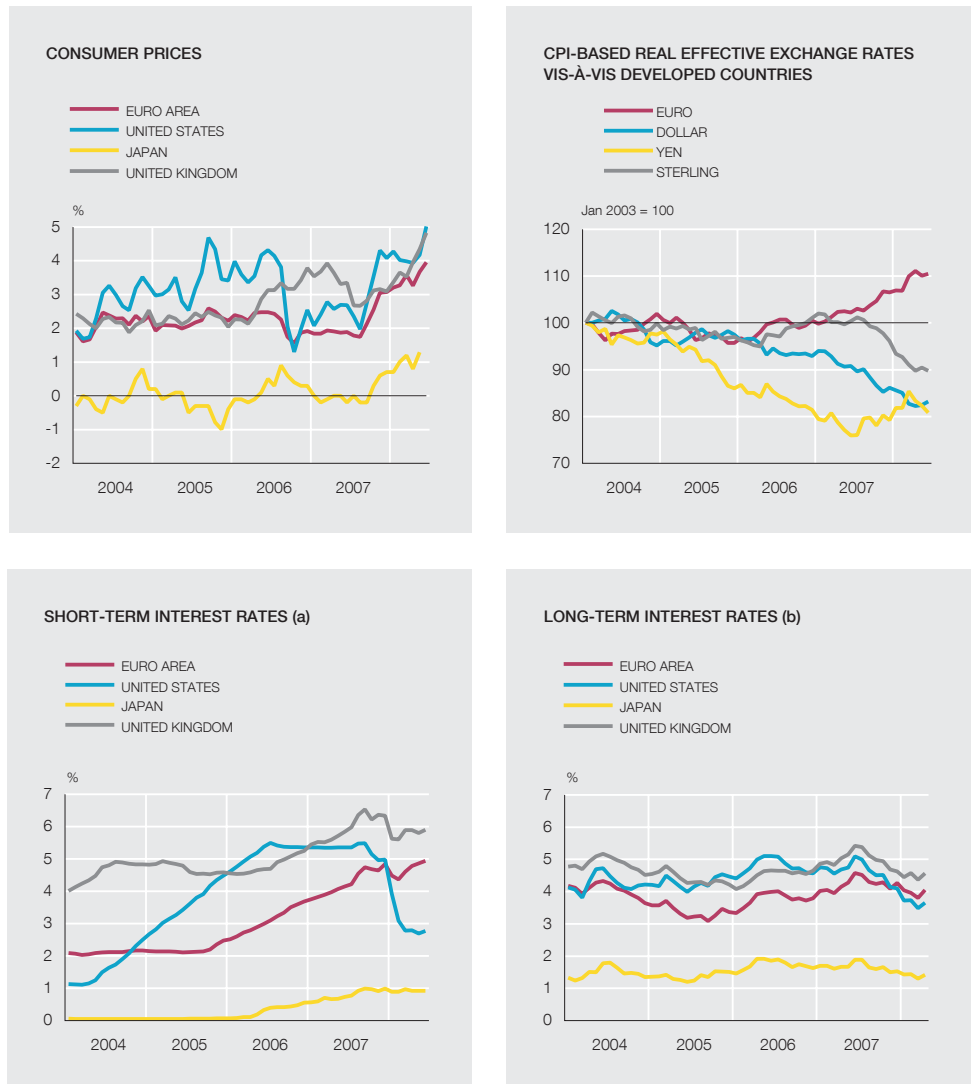 CONSUMER PRICES
EURO AREA
UNITED STATES
JAPAN
UNITED KINGDOM
%
5
4
3
2
1
0
-1
-2
2004 2005 2006 2007
CPI-BASED REAL EFFECTIVE EXCHANGE RATES
VIS-À-VIS DEVELOPED COUNTRIES
EURO
DOLLAR
YEN
STERLING
Jan 2003 = 100
120
110
100
90
80
70
2004 2005 2006 2007
SHORT-TERM INTEREST RATES (a)
EURO AREA
UNITED STATES
JAPAN
UNITED KINGDOM
%
7
6
5
4
3
2
1
0
2004 2005 2006 2007
LONG-TERM INTEREST RATES (b)
EURO AREA
UNITED STATES
JAPAN
UNITED KINGDOM
%
7
6
5
4
3
2
1
0
2004 2005 2006 2007